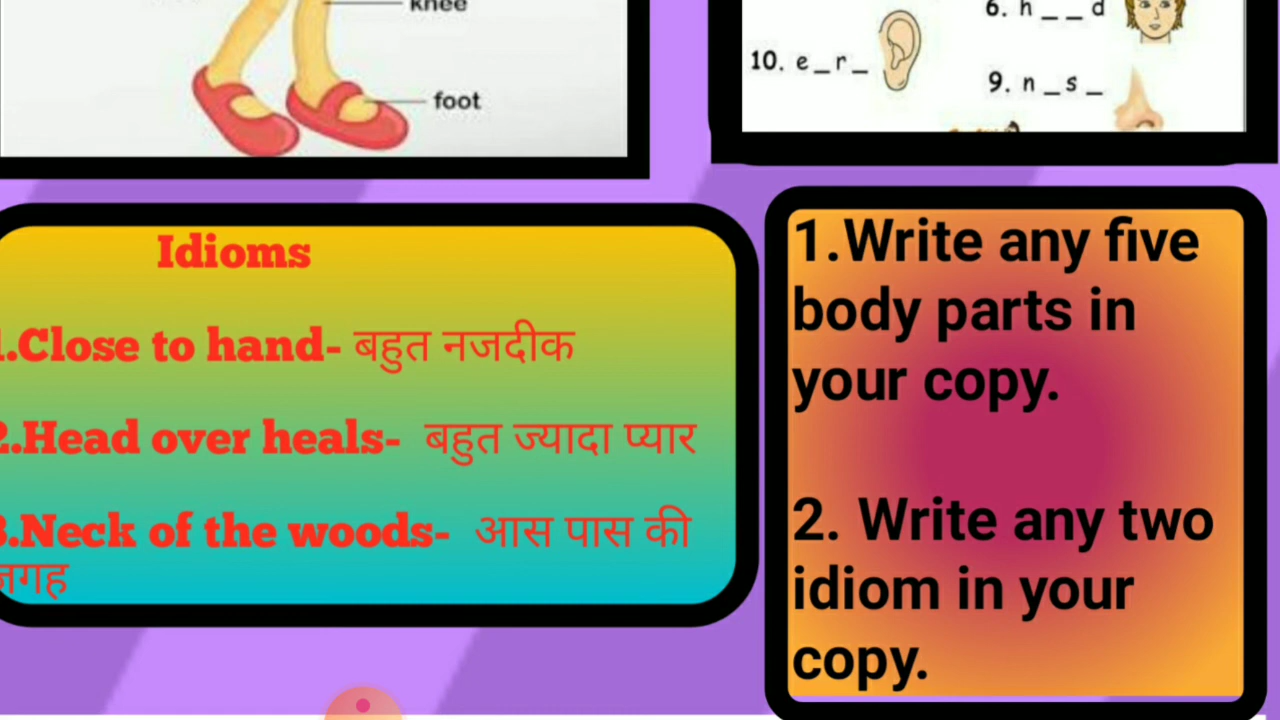 knee
foot
6. h _ _ d
10. e _ r _
9. n _ s _
Idioms
.Close to hand- बहुत नजदीक
2.Head over heals- बहुत ज्यादा प्यार
3.Neck of the woods- आस पास की
जगह
1.Write any five
body parts in
your copy.
2. Write any two
idiom in your
copy.